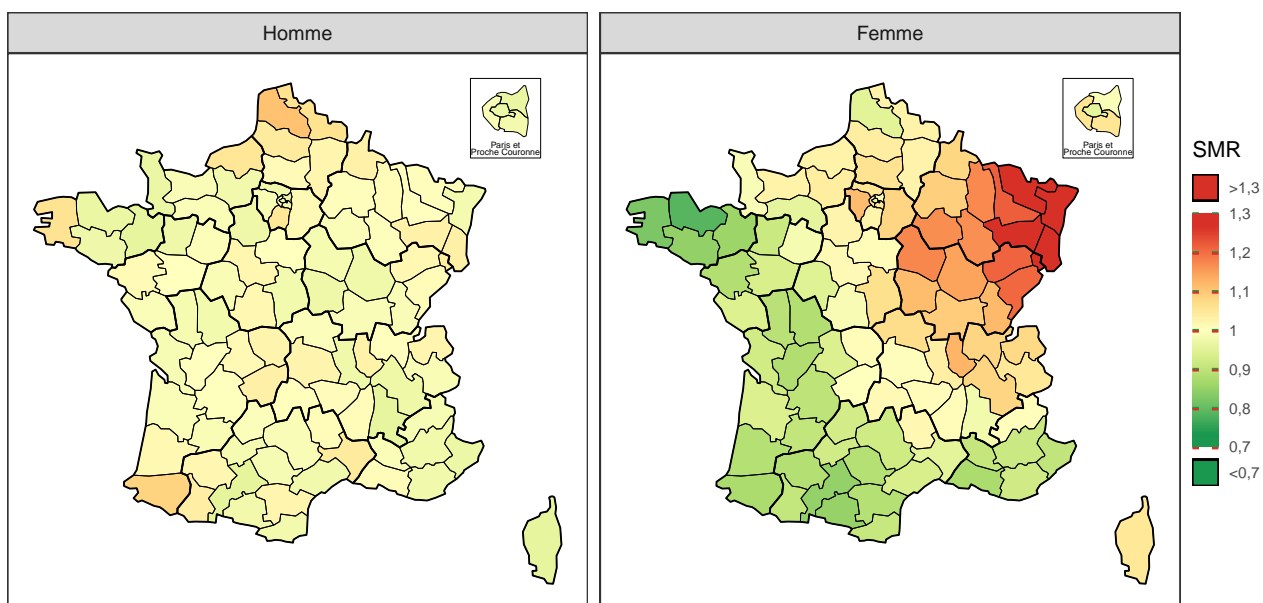 Homme
Femme
Paris et
Proche Couronne
Paris et
Proche Couronne
SMR
>1,3
1,3
1,2
1,1
1
0,9
0,8
0,7
<0,7